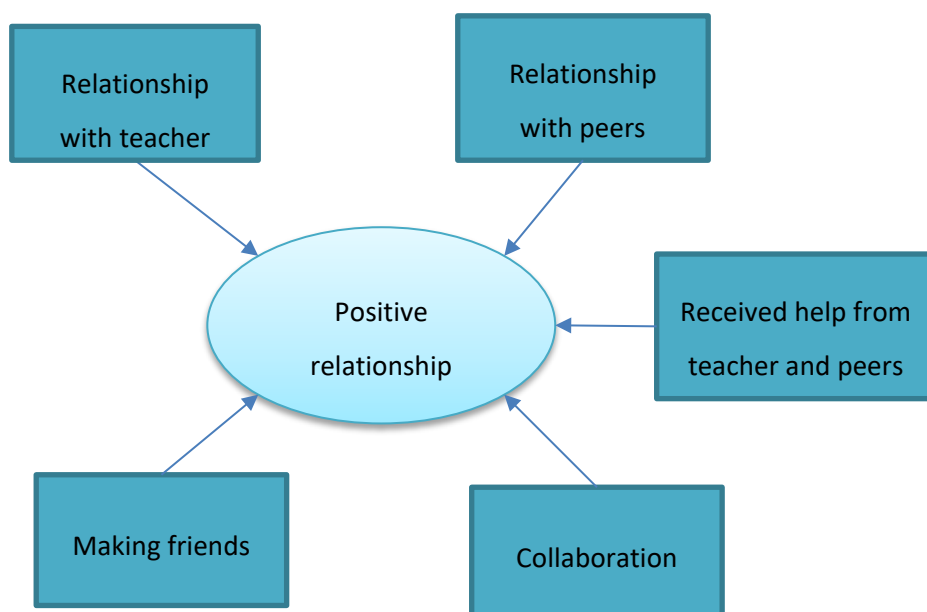 Relationship
with teacher
Relationship
with peers
Positive
relationship
Received help from
teacher and peers
Making friends
Collaboration